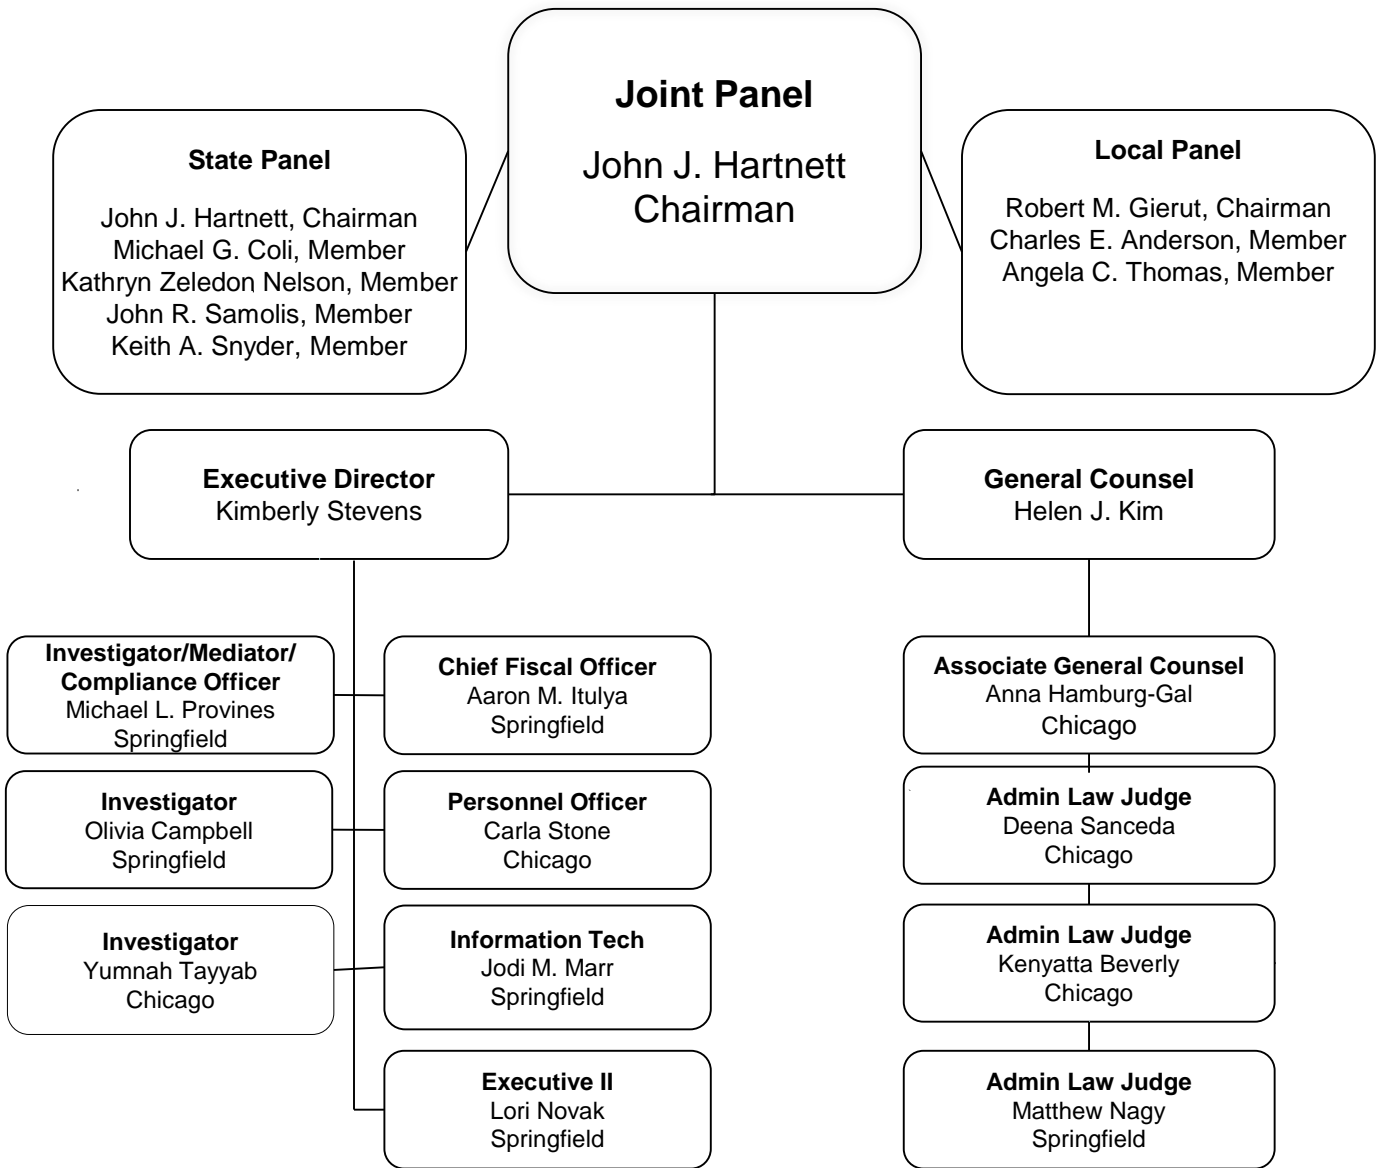 Joint Panel
John J. Hartnett
Chairman
State Panel
John J. Hartnett, Chairman
Michael G. Coli, Member
Kathryn Zeledon Nelson, Member
John R. Samolis, Member
Keith A. Snyder, Member
Local Panel
Robert M. Gierut, Chairman
Charles E. Anderson, Member
Angela C. Thomas, Member
Executive Director
Kimberly Stevens
General Counsel
Helen J. Kim
Investigator/Mediator/
Compliance Officer
Michael L. Provines
Springfield
Chief Fiscal Officer
Aaron M. Itulya
Springfield
Associate General Counsel
Anna Hamburg-Gal
Chicago
Investigator
Olivia Campbell
Springfield
Personnel Officer
Carla Stone
Chicago
Admin Law Judge
Deena Sanceda
Chicago
Investigator
Yumnah Tayyab
Chicago
Information Tech
Jodi M. Marr
Springfield
Admin Law Judge
Kenyatta Beverly
Chicago
Executive II
Lori Novak
Springfield
Admin Law Judge
Matthew Nagy
Springfield